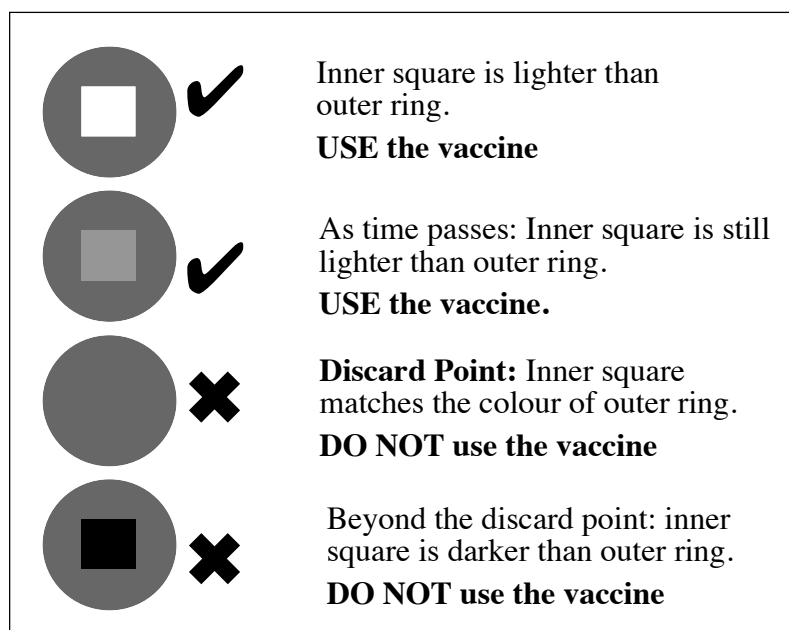 Inner square is lighter than
outer ring.
USE the vaccine
As time passes: Inner square is still
lighter than outer ring.
USE the vaccine.
Discard Point: Inner square
matches the colour of outer ring.
DO NOT use the vaccine
Beyond the discard point: inner
square is darker than outer ring.
DO NOT use the vaccine